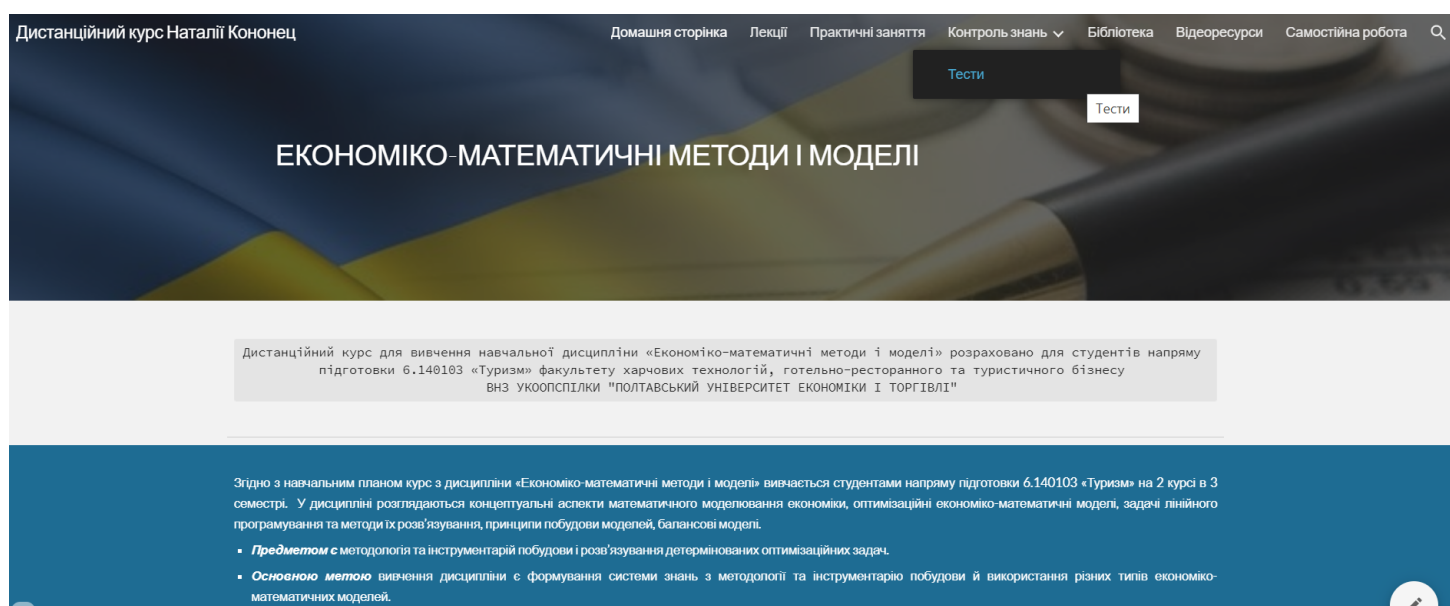 Дистанційний курс Наталії Кононец
Домашня сторінка Лекції Практичні заняття Контроль знань Бібліотека Відеоресурси Самостійна робота
Тести
Тести
ЕКОНОМІКО-МАТЕМАТИЧНІ МЕТОДИ І МОДЕЛІ
Дистанційний курс для вивчення навчальної дисципліни «Економіко-математичні методи і моделі» розраховано для студентів напряму
підготовки 6.140103 «Туризм» факультету харчових технологій, готельно-ресторанного та туристичного бізнесу
ВНЗ УКООПСПІЛКИ "ПОЛТАВСЬКИЙ УНІВЕРСИТЕТ ЕКОНОМІКИ І ТОРГІВЛІ"
Згідно з навчальним планом курс з дисципліни «Економіко-математичні методи і моделі» вивчається студентами напряму підготовки 6.140103 «Туризм» на 2 курсі в 3
семестрі. У дисципліні розглядаються концептуальні аспекти математичного моделювання економіки, оптимізаційні економіко-математичні моделі, задачі лінійного
програмування та методи їх розв'язування, принципи побудови моделей, балансові моделі.
▪ Предметом є методологія та інструментарій побудови і розв'язування детермінованих оптимізаційних задач.
▪ Основною метою вивчення дисципліни є формування системи знань з методології та інструментарію побудови й використання різних типів економіко-
математичних моделей.